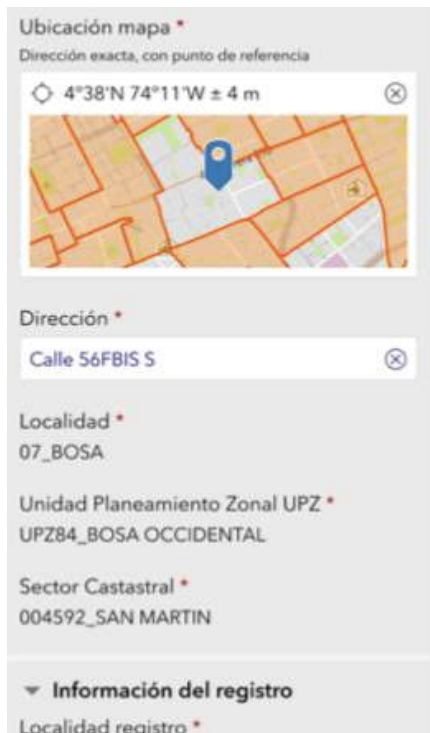 Ubicación mapa *
Dirección exacta, con punto de referencia
4°38'N 74°11'W ± 4 m
Dirección *
Calle 56FBIS S
Localidad *
07_BOSA
Unidad Planeamiento Zonal UPZ *
UPZ84_BOSA OCCIDENTAL
Sector Castastral *
004592_SAN MARTIN
Información del registro
Localidad registro *